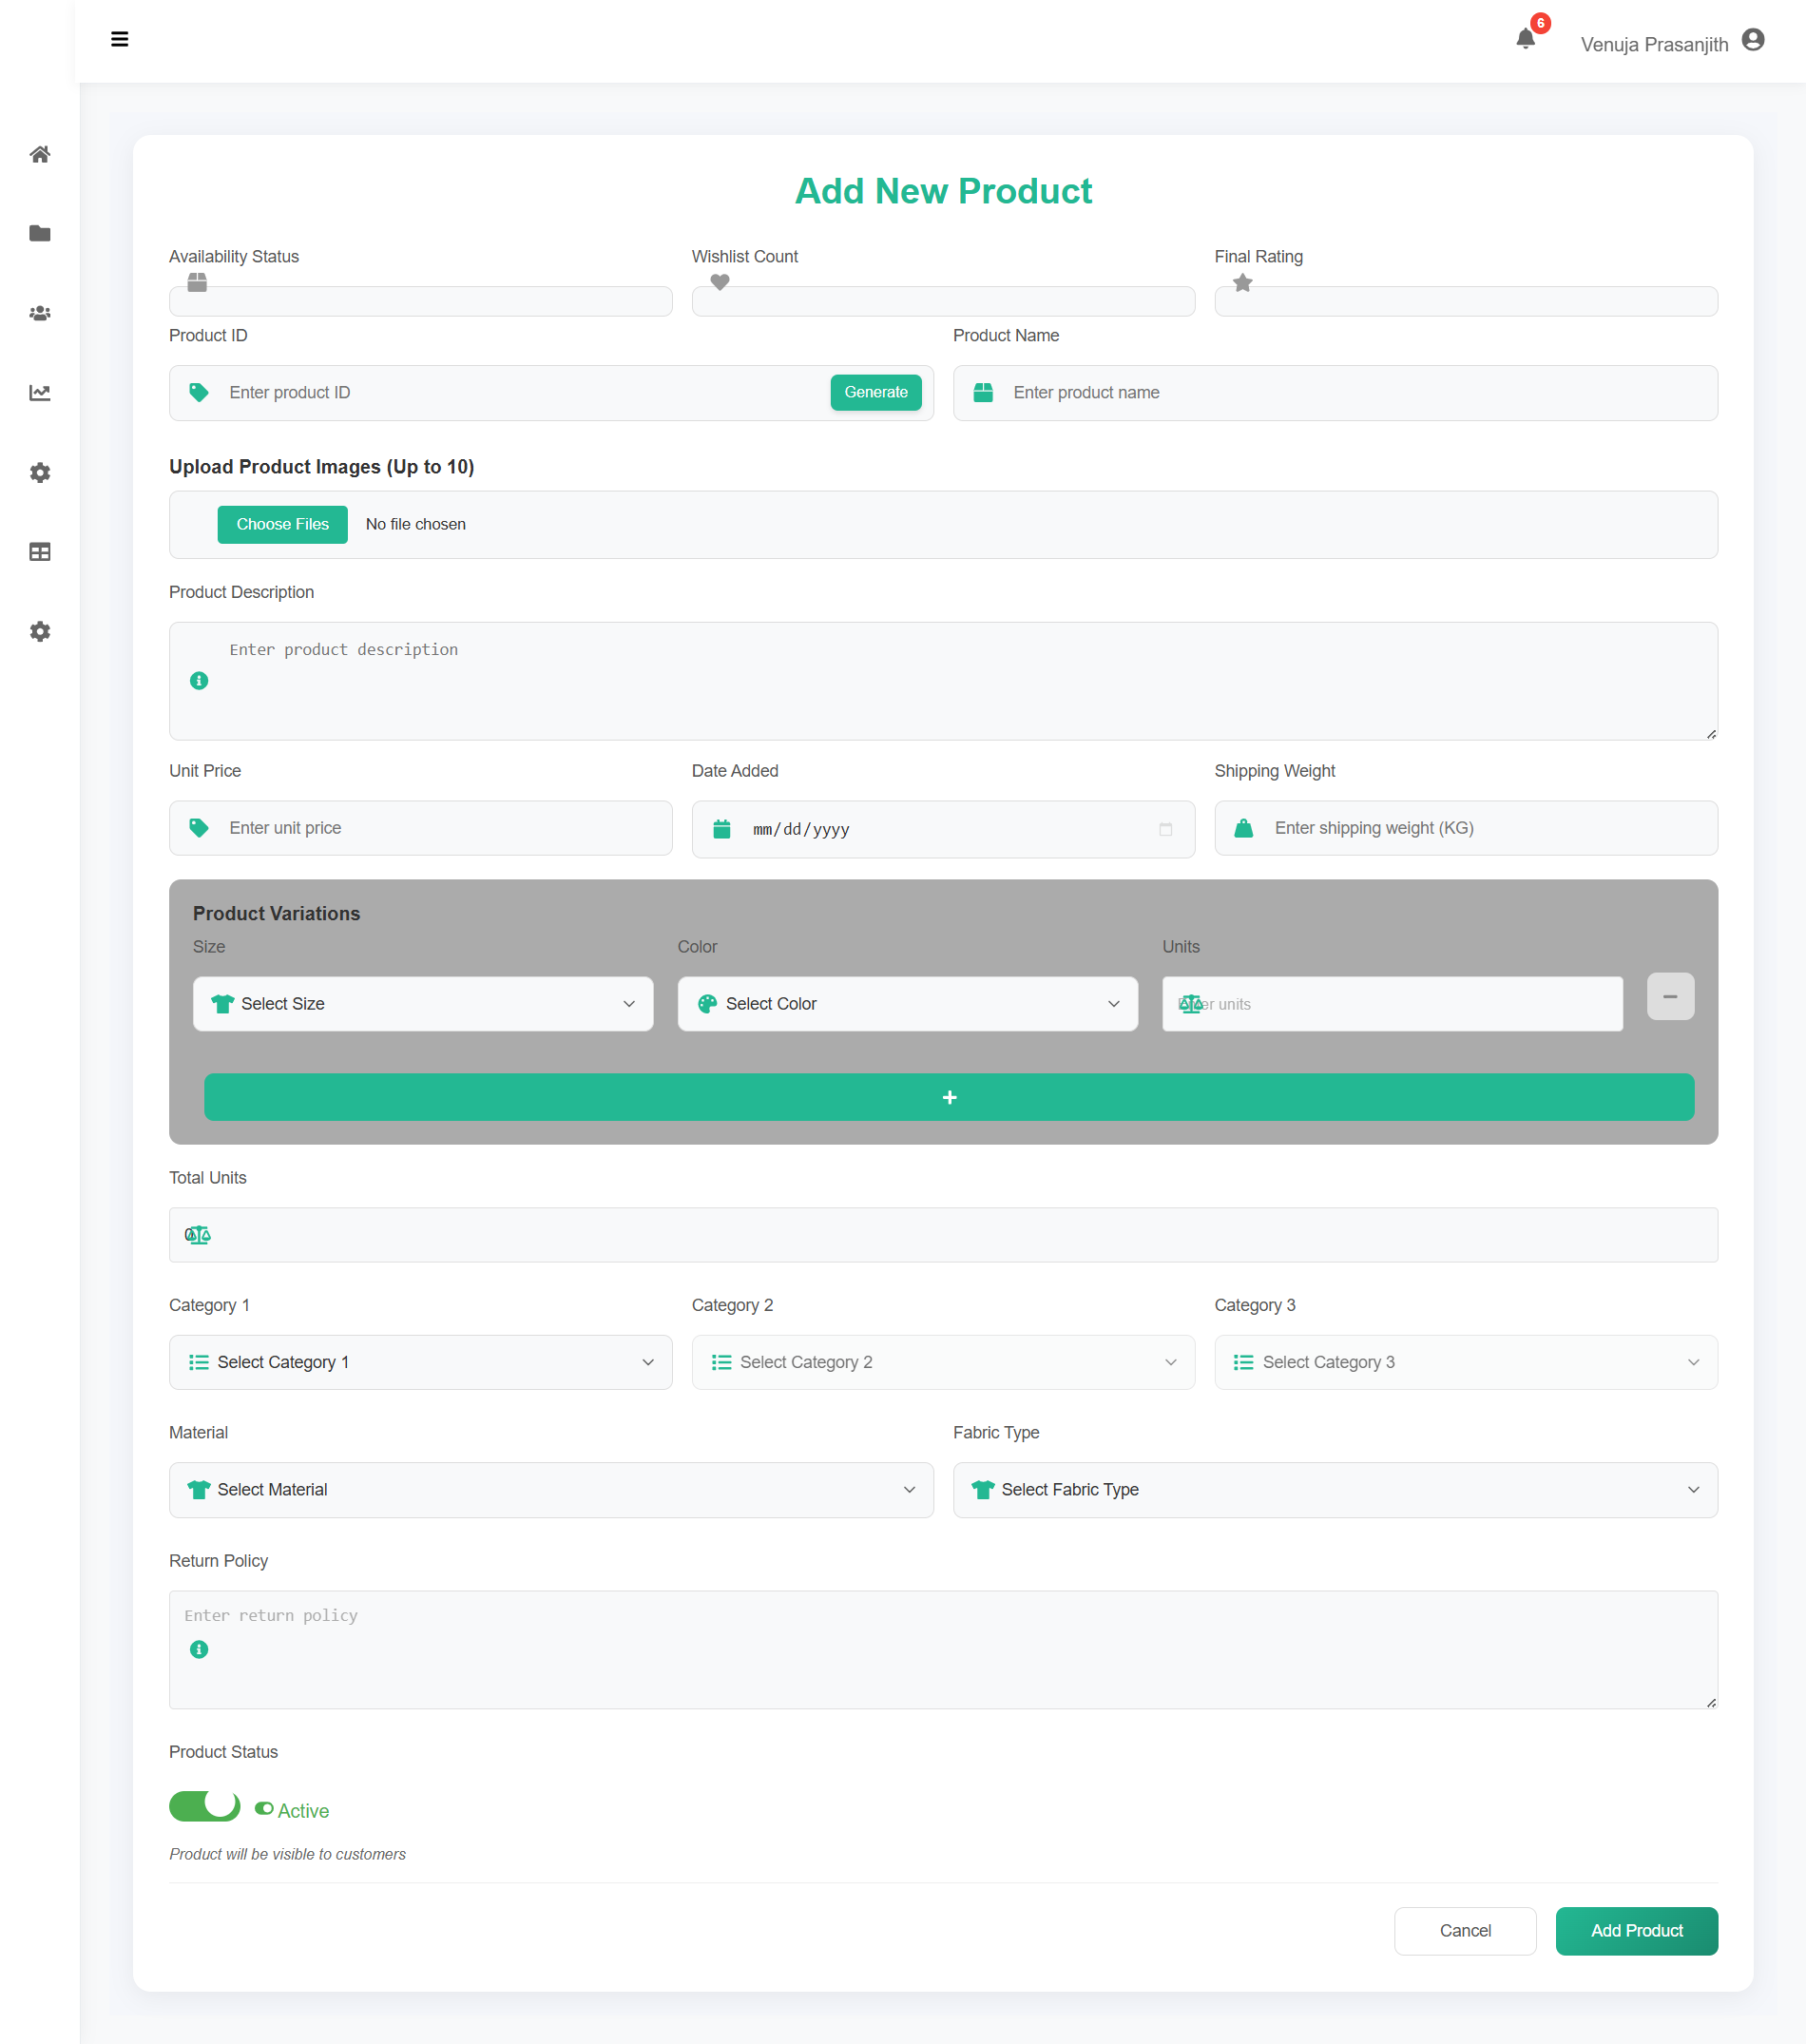 6
Venuja Prasanjith
Add New Product
Availability Status
Wishlist Count
Final Rating
Product ID
Product Name
Enter product ID
Generate
Enter product name
Upload Product Images (Up to 10)
Choose Files No file chosen
Product Description
Enter product description
Unit Price
Date Added
Shipping Weight
Enter unit price
mm/dd/yyyy
Enter shipping weight (KG)
Product Variations
Size
Color
Units
Select Size
Select Color
Enter units
Total Units
0
Category 1
Category 2
Category 3
Select Category 1
Select Category 2
Select Category 3
Material
Fabric Type
Select Material
Select Fabric Type
Return Policy
Enter return policy
Product Status
Active
Product will be visible to customers
Cancel
Add Product